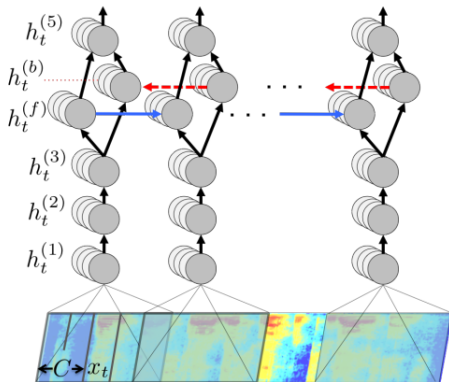 h_t^{(5)}
h_t^{(b)}
h_t^{(f)}
. . .
. . .
h_t^{(3)}
h_t^{(2)}
h_t^{(1)}
C x_t